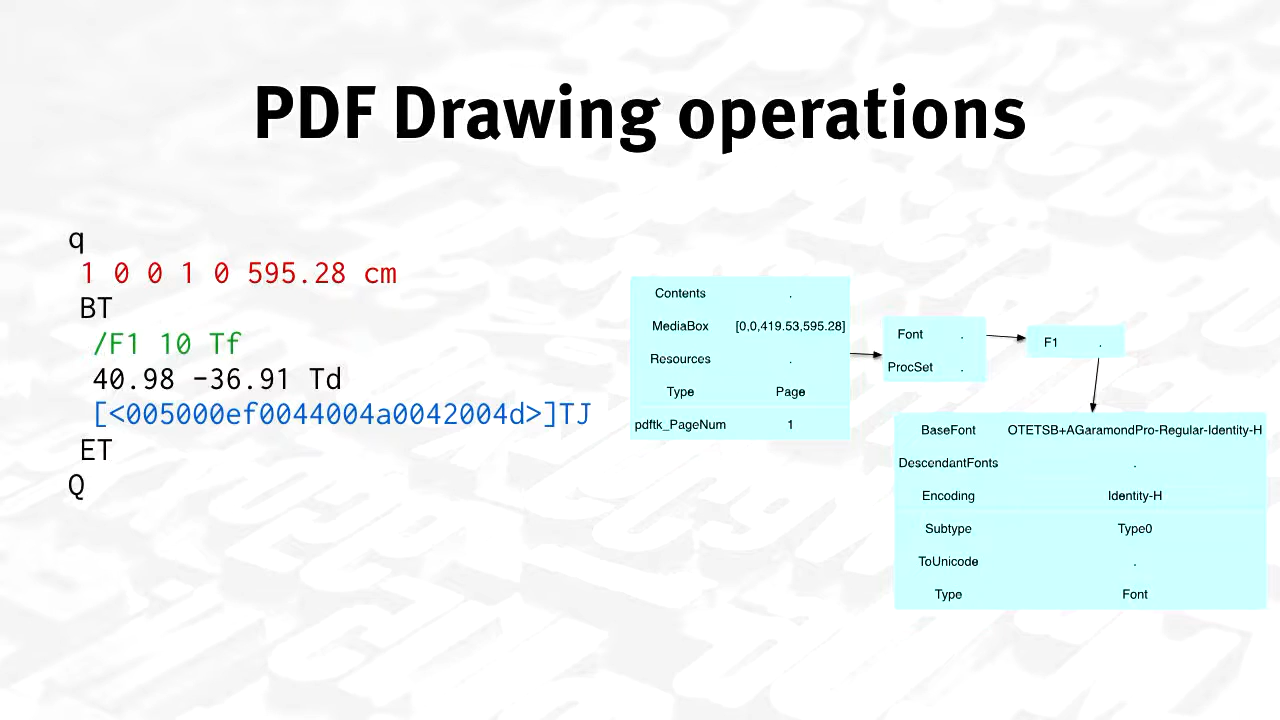 PDF Drawing operations
q
1 0 0 1 0 595.28 cm
BT
/F1 10 Tf
40.98 -36.91 Td
[<005000ef0044004a0042004d>]TJ
ET
Q
Contents .
MediaBox [0,0,419.53,595.28]
Resources .
Type Page
pdftk_PageNum 1
Font .
ProcSet .
F1 .
BaseFont OTETSB+AGaramondPro-Regular-Identity-H
DescendantFonts .
Encoding Identity-H
Subtype Type0
ToUnicode .
Type Font